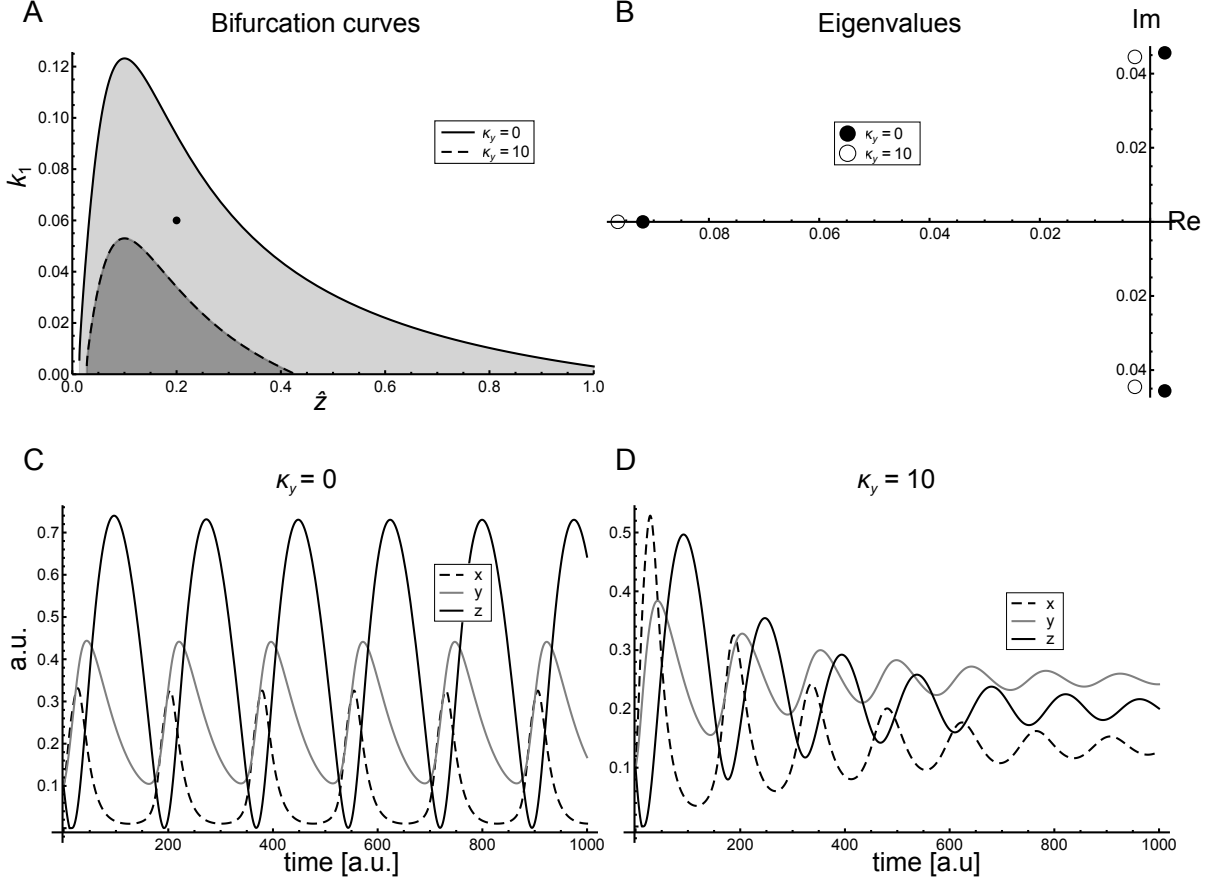 A
Bifurcation curves
k1
0.12
0.10
0.08
0.06
0.04
0.02
0.00
0.0 0.2 0.4 0.6 0.8 1.0
ẑ
κy = 0
κy = 10
B
Eigenvalues
Im
Re
0.04
0.02
0.02
0.04
0.08 0.06 0.04 0.02
κy = 0
κy = 10
C
κy = 0
a.u.
0.7
0.6
0.5
0.4
0.3
0.2
0.1
200 400 600 800 1000
time [a.u.]
x
y
z
D
κy = 10
0.5
0.4
0.3
0.2
0.1
200 400 600 800 1000
time [a.u]
x
y
z